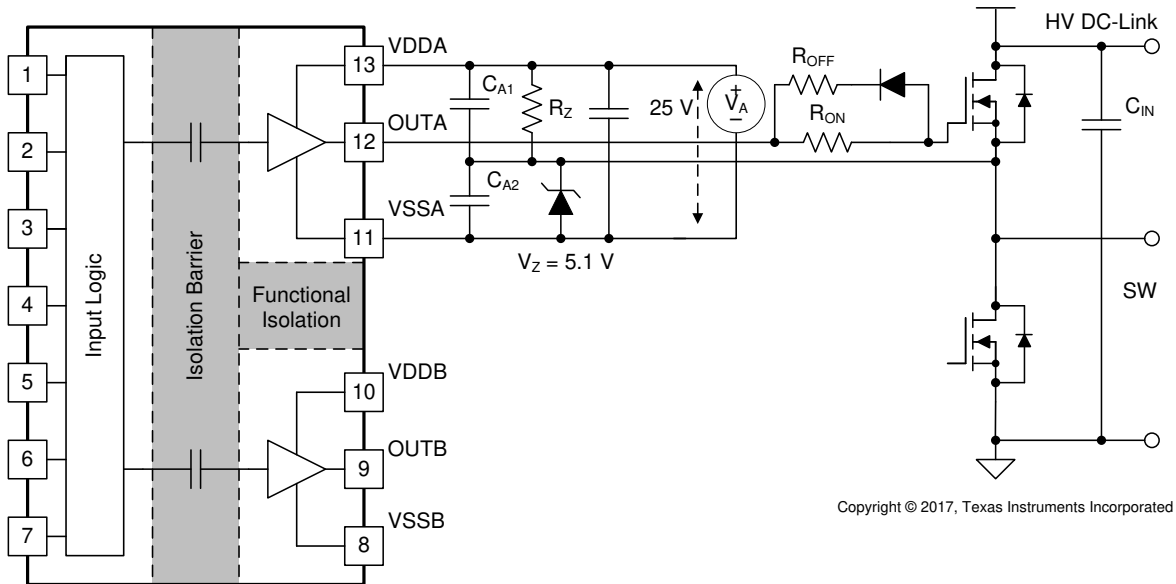 1
2
3
4
5
6
7
Input Logic
Isolation Barrier
Functional
Isolation
VDDA
13
OUTA
12
VSSA
11
VDDB
10
OUTB
9
VSSB
8
CA1
RZ
CA2
VZ = 5.1 V
25 V
+
VA
−
ROFF
RON
HV DC-Link
CIN
SW
Copyright © 2017, Texas Instruments Incorporated